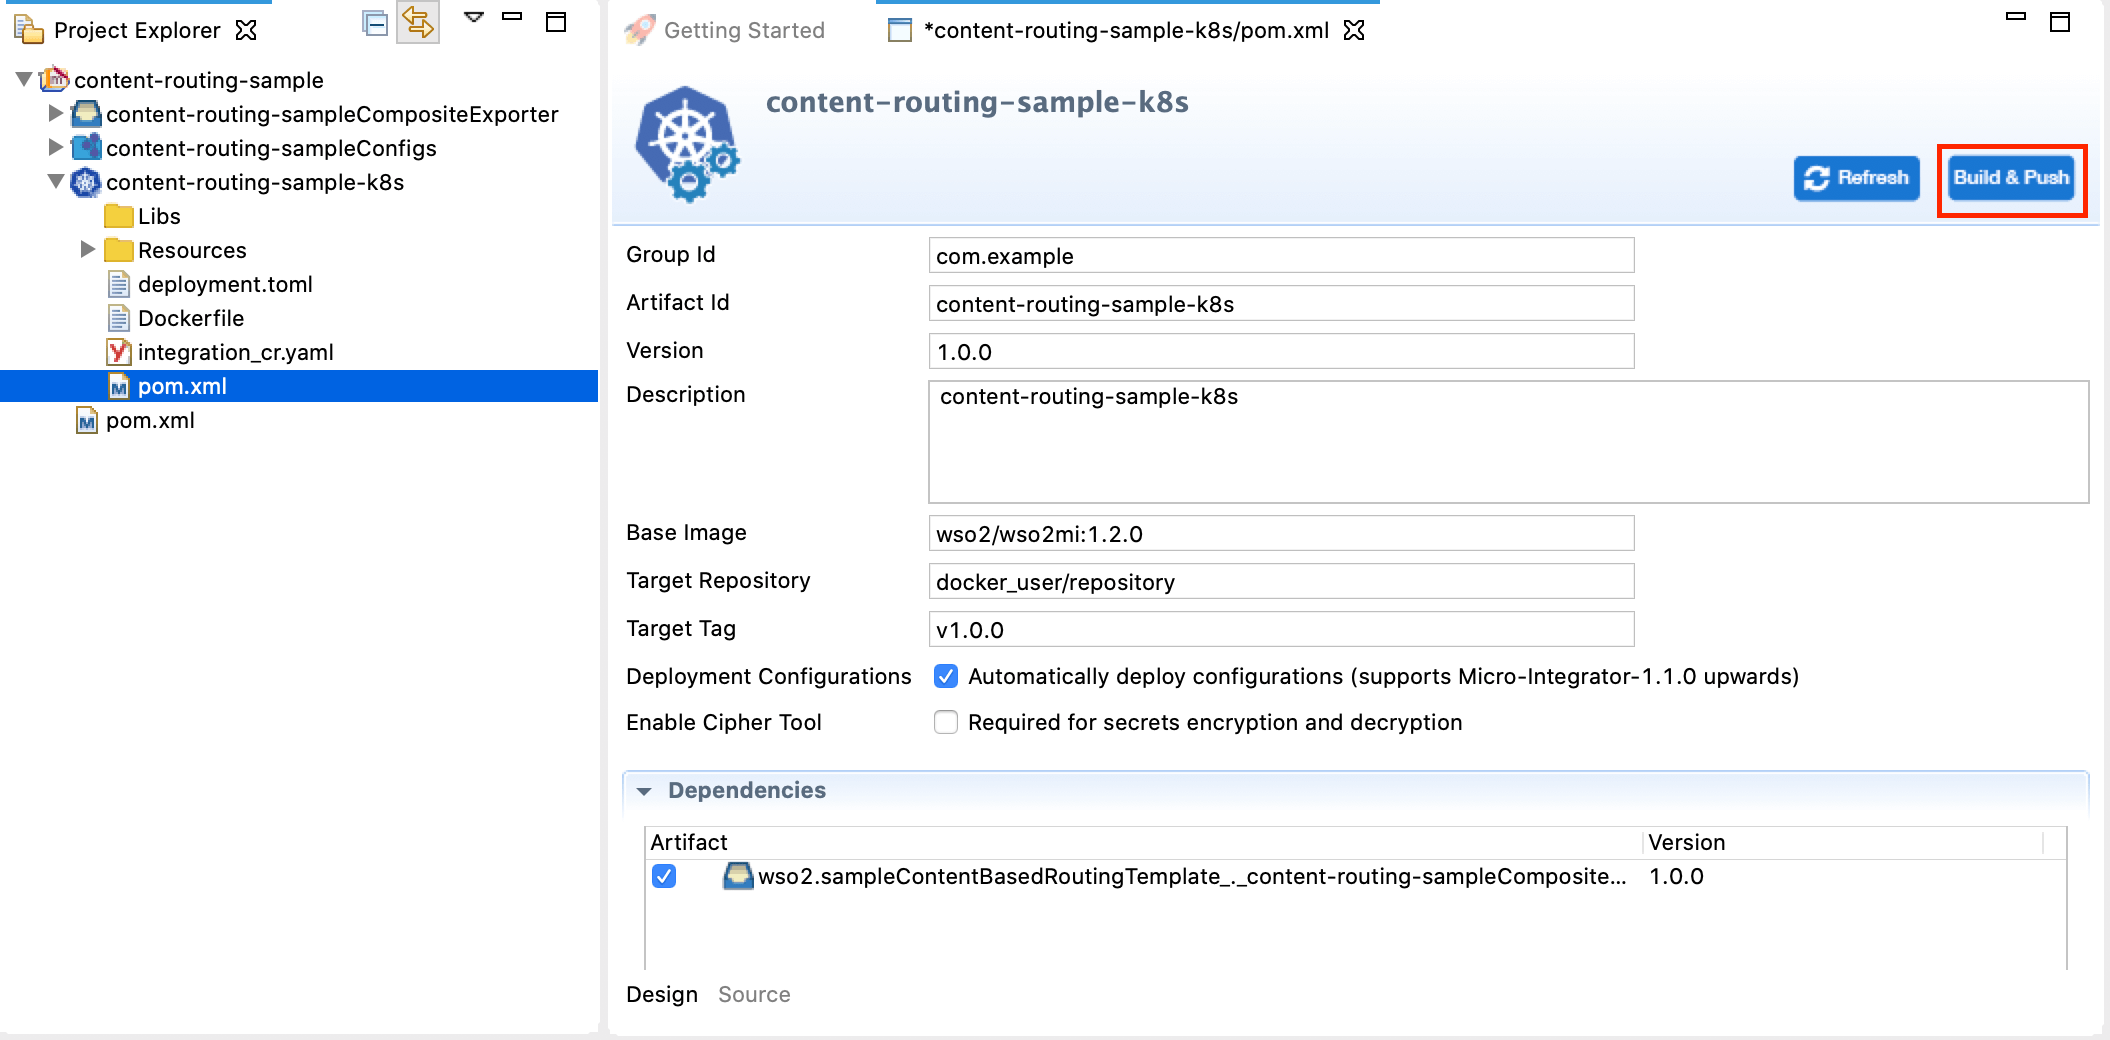 Project Explorer
content-routing-sample
content-routing-sampleCompositeExporter
content-routing-sampleConfigs
content-routing-sample-k8s
Libs
Resources
deployment.toml
Dockerfile
integration_cr.yaml
pom.xml
pom.xml
Getting Started
*content-routing-sample-k8s/pom.xml
content-routing-sample-k8s
Refresh
Build & Push
Group Id
com.example
Artifact Id
content-routing-sample-k8s
Version
1.0.0
Description
content-routing-sample-k8s
Base Image
wso2/wso2mi:1.2.0
Target Repository
docker_user/repository
Target Tag
v1.0.0
Deployment Configurations
Automatically deploy configurations (supports Micro-Integrator-1.1.0 upwards)
Enable Cipher Tool
Required for secrets encryption and decryption
Dependencies
Artifact
Version
wso2.sampleContentBasedRoutingTemplate_._content-routing-sampleComposite...
1.0.0
Design
Source